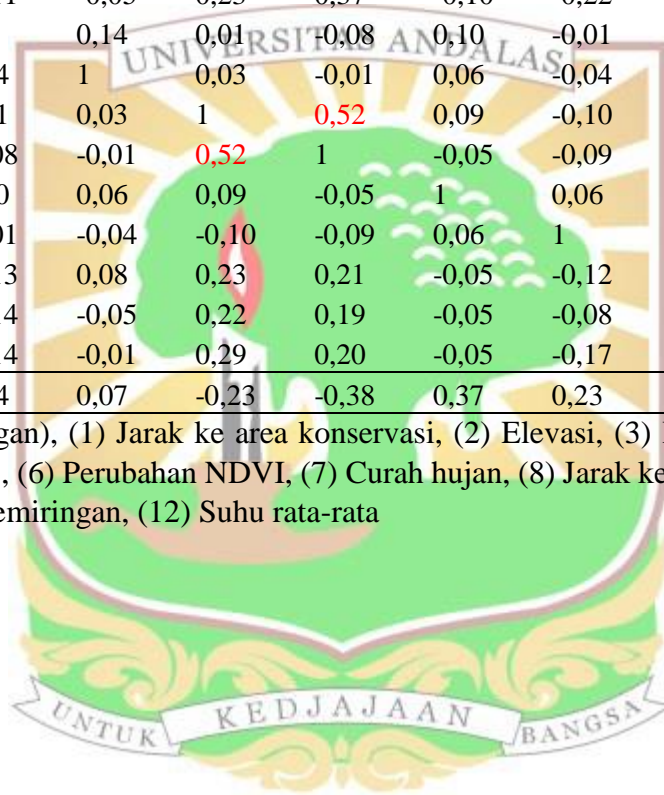 0,14 0,01 -0,08 0,10 -0,01
1 0,03 -0,01 0,06 -0,04
0,03 1 0,52 0,09 -0,10
-0,01 0,52 1 -0,05 -0,09
0,06 0,09 -0,05 1 0,06
-0,04 -0,10 -0,09 0,06 1
0,08 0,23 0,21 -0,05 -0,12
-0,05 0,22 0,19 -0,05 -0,08
-0,01 0,29 0,20 -0,05 -0,17
0,07 -0,23 -0,38 0,37 0,23
(1) Jarak ke area konservasi, (2) Elevasi, (3)
(6) Perubahan NDVI, (7) Curah hujan, (8) Jarak ke
(12) Suhu rata-rata
UNIVERSITAS ANDALAS
UNTUK KEDJAJAAN BANGSA